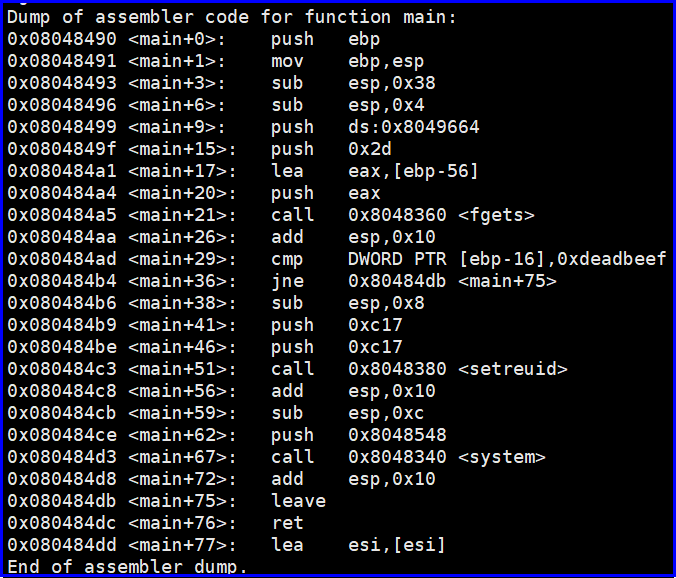 Dump of assembler code for function main:
0x08048490 <main+0>:    push   ebp
0x08048491 <main+1>:    mov    ebp,esp
0x08048493 <main+3>:    sub    esp,0x38
0x08048496 <main+6>:    sub    esp,0x4
0x08048499 <main+9>:    push   ds:0x8049664
0x0804849f <main+15>:   push   0x2d
0x080484a1 <main+17>:   lea    eax,[ebp-56]
0x080484a4 <main+20>:   push   eax
0x080484a5 <main+21>:   call   0x8048360 <fgets>
0x080484aa <main+26>:   add    esp,0x10
0x080484ad <main+29>:   cmp    DWORD PTR [ebp-16],0xdeadbeef
0x080484b4 <main+36>:   jne    0x80484db <main+75>
0x080484b6 <main+38>:   sub    esp,0x8
0x080484b9 <main+41>:   push   0xc17
0x080484be <main+46>:   push   0xc17
0x080484c3 <main+51>:   call   0x8048380 <setreuid>
0x080484c8 <main+56>:   add    esp,0x10
0x080484cb <main+59>:   sub    esp,0xc
0x080484ce <main+62>:   push   0x8048548
0x080484d3 <main+67>:   call   0x8048340 <system>
0x080484d8 <main+72>:   add    esp,0x10
0x080484db <main+75>:   leave
0x080484dc <main+76>:   ret
0x080484dd <main+77>:   lea    esi,[esi]
End of assembler dump.